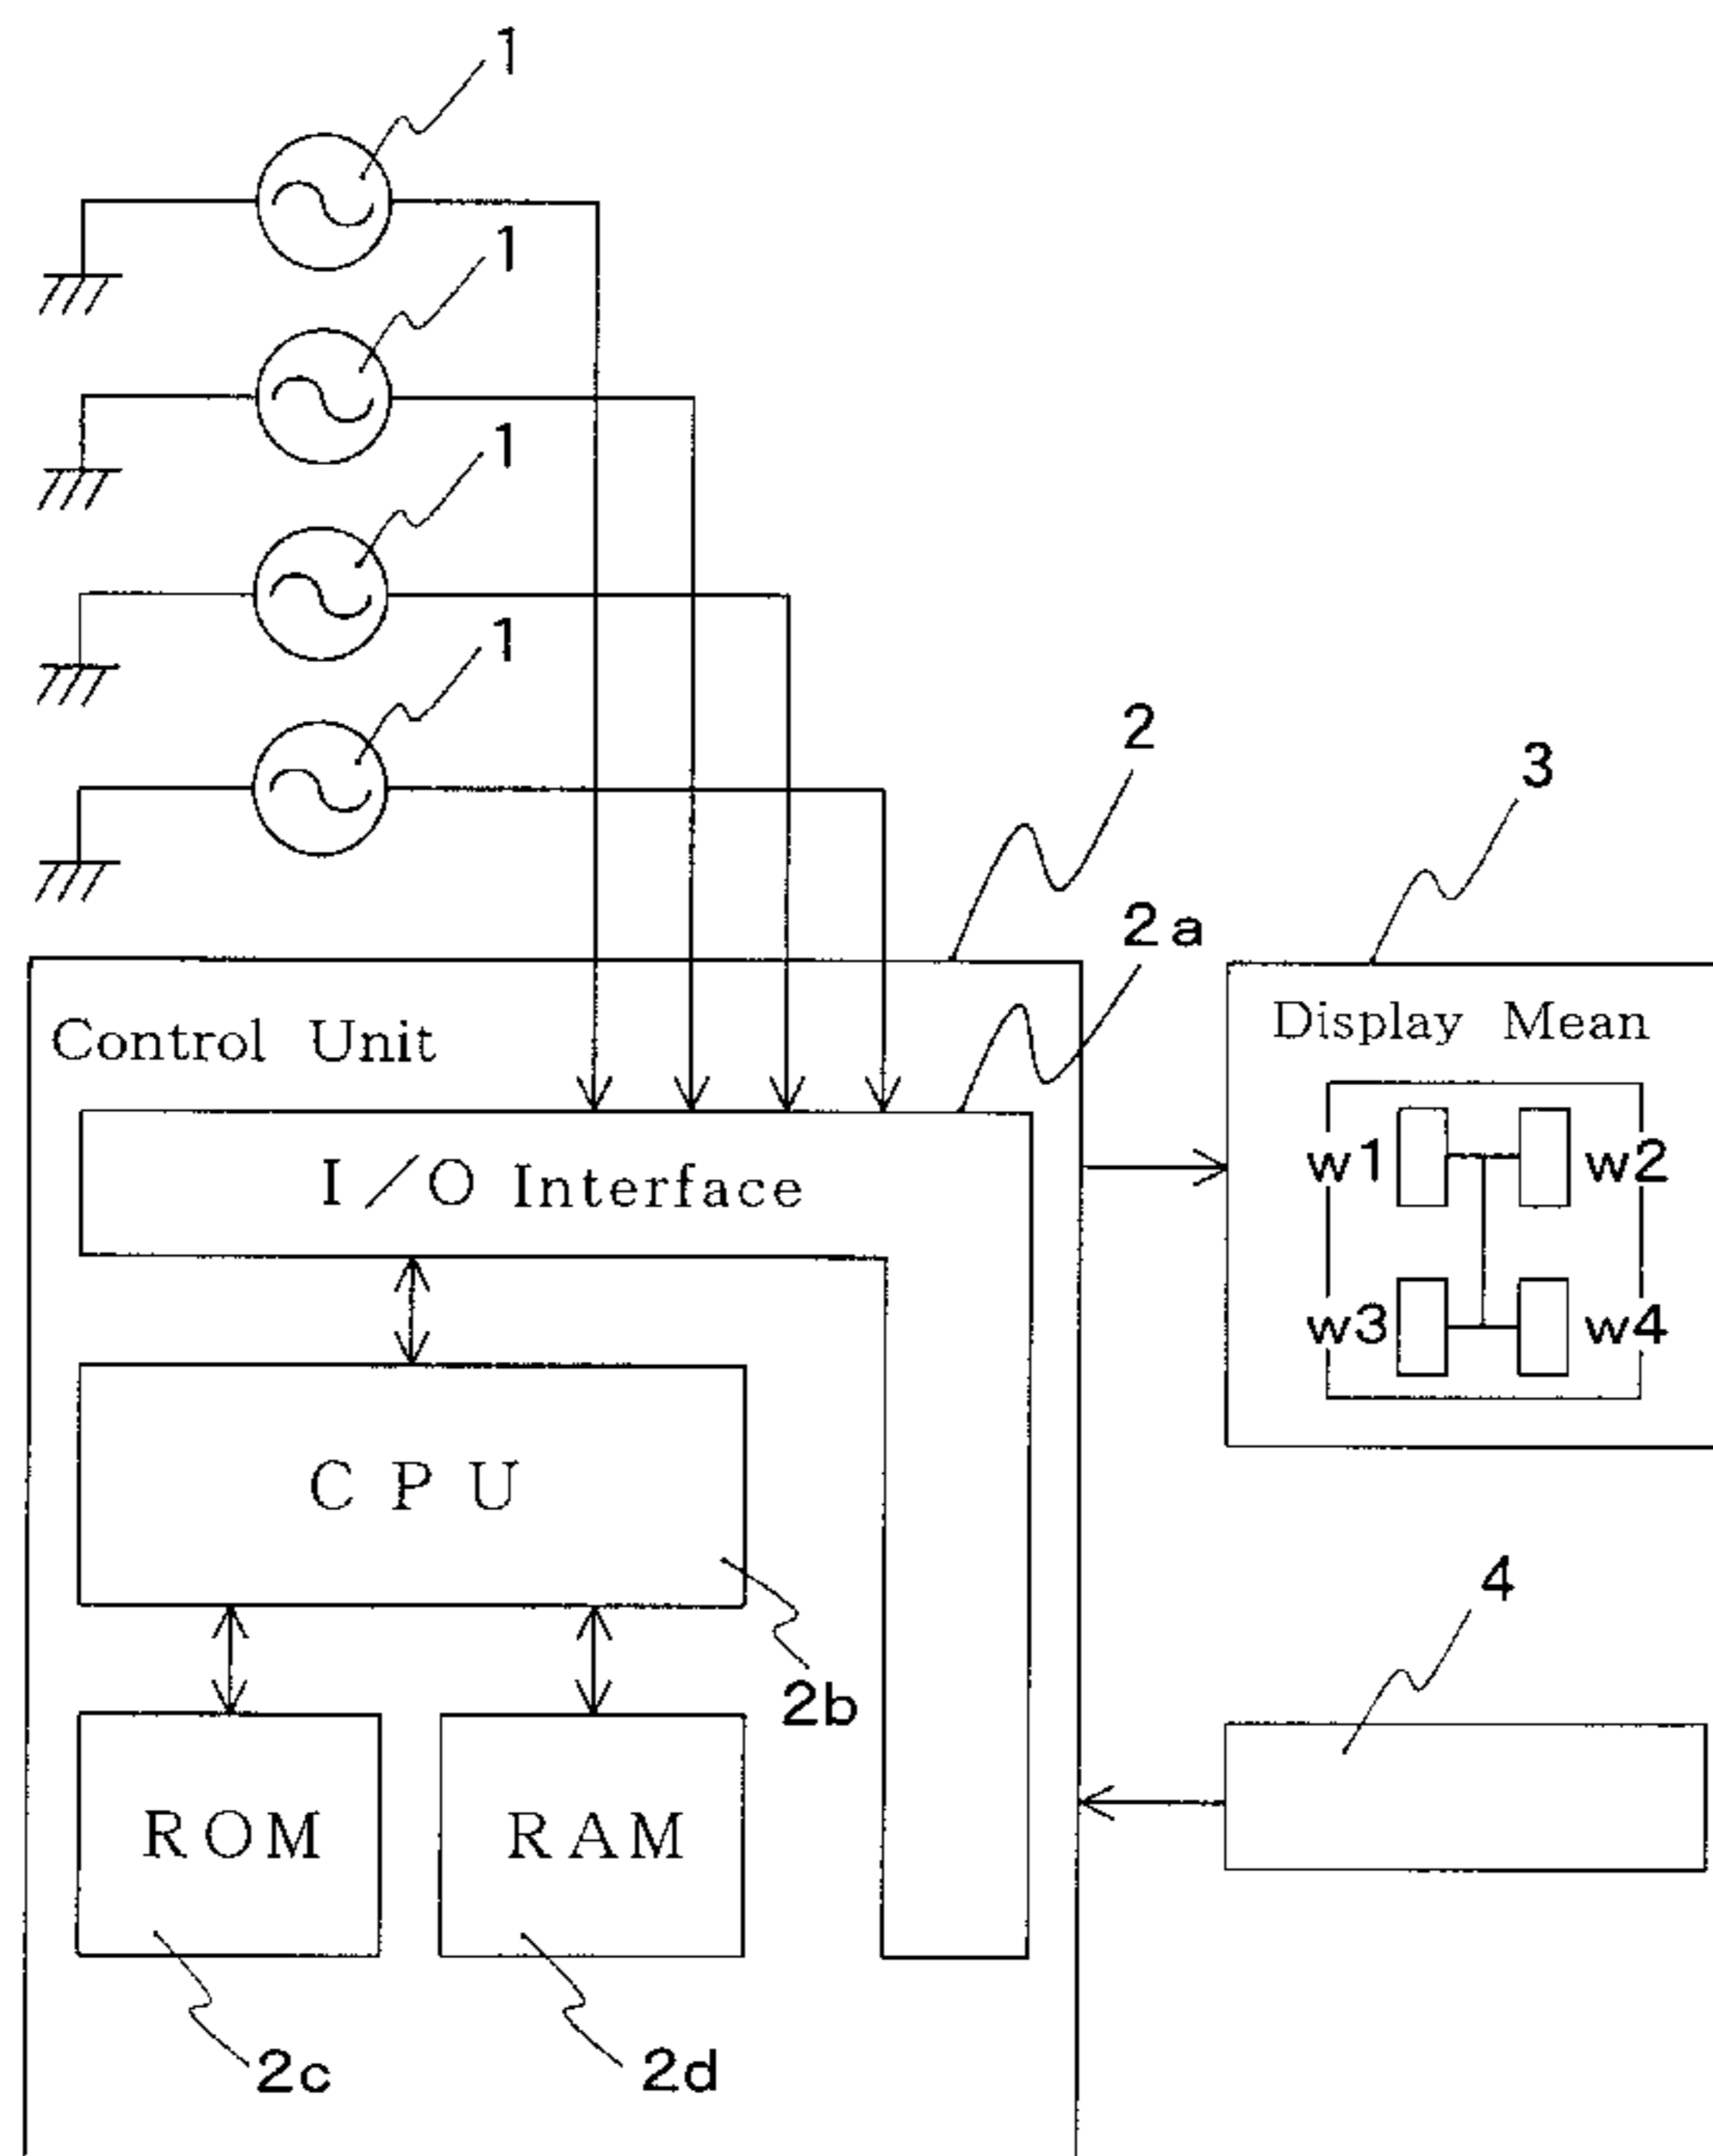 1
1
1
1
2
3
2a
Control Unit
Display Mean
I/O Interface
w1 w2
w3 w4
CPU
4
2b
ROM RAM
2c 2d